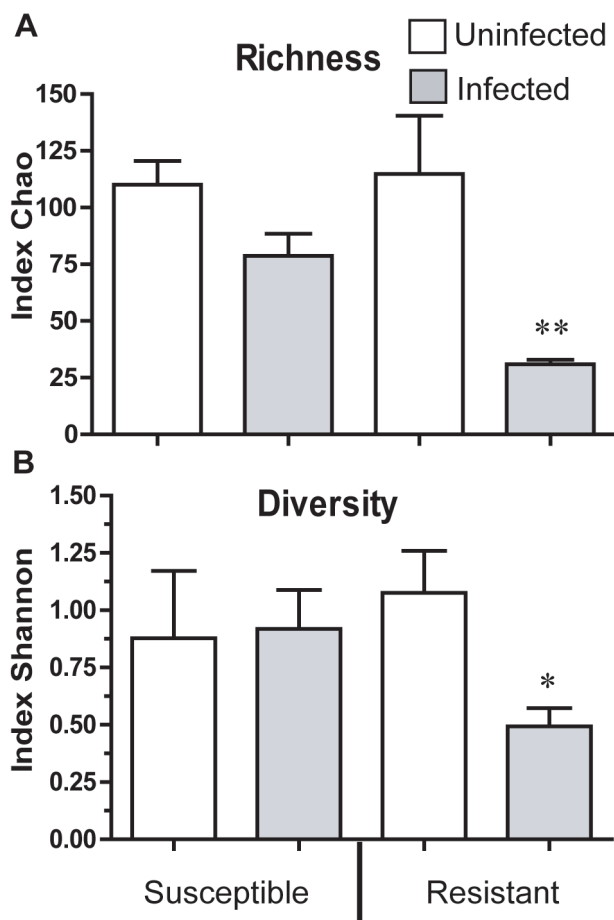 A
Richness
Uninfected
Infected
Index Chao
150
125
100
75
50
25
0
**
B
Diversity
Index Shannon
1.50
1.25
1.00
0.75
0.50
0.25
0.00
*
Susceptible
Resistant